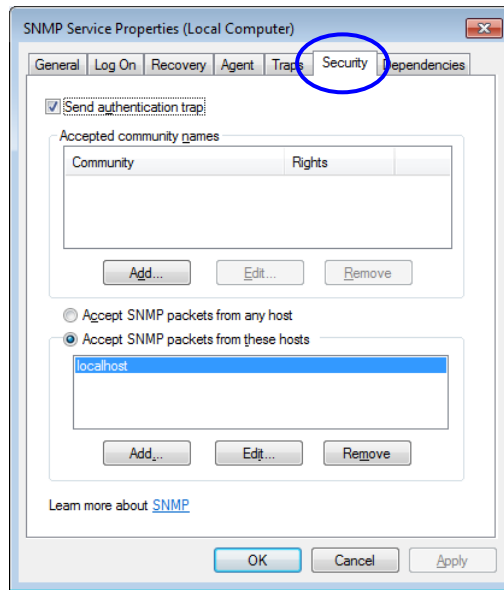 SNMP Service Properties (Local Computer)
General Log On Recovery Agent Traps Security Dependencies
Send authentication trap
Accepted community names
Community Rights
Add... Edit... Remove
Accept SNMP packets from any host
Accept SNMP packets from these hosts
localhost
Add... Edit... Remove
Learn more about SNMP
OK Cancel Apply